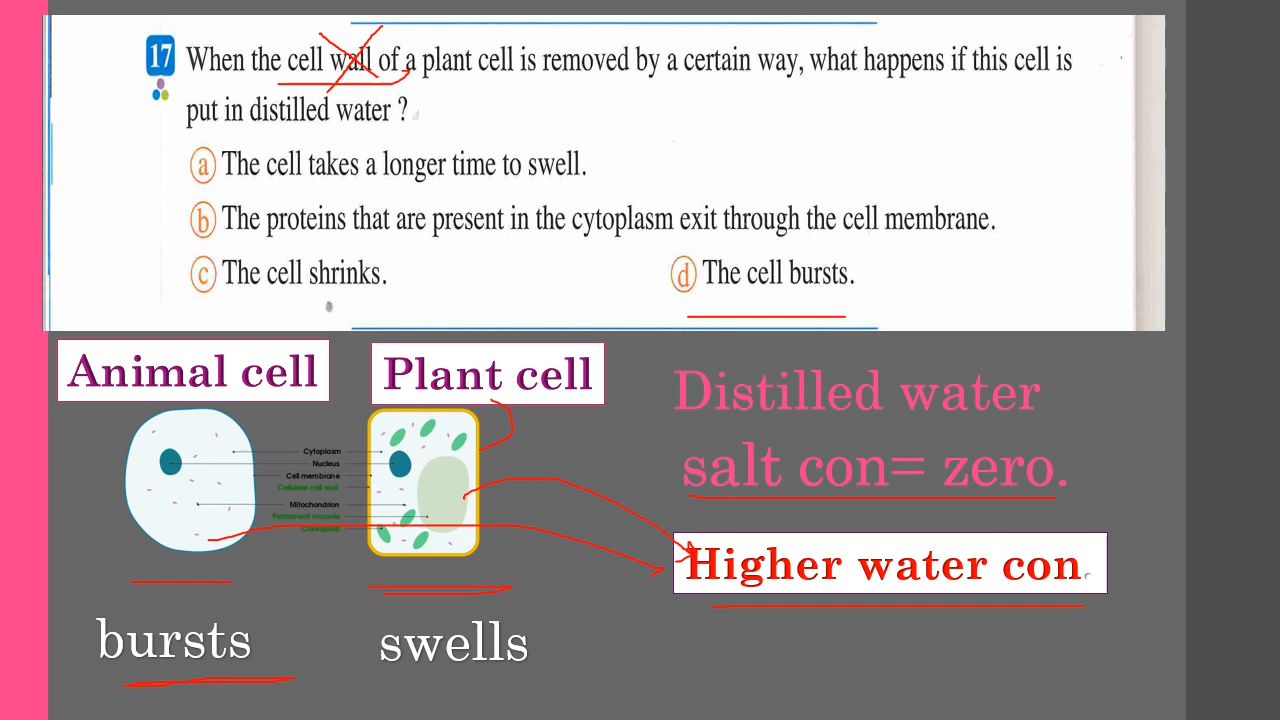 17 When the cell wall of a plant cell is removed by a certain way, what happens if this cell is
put in distilled water ?
a The cell takes a longer time to swell.
b The proteins that are present in the cytoplasm exit through the cell membrane.
c The cell shrinks.
d The cell bursts.
Animal cell
Plant cell
Distilled water
salt con= zero.
Cytoplasm
Nucleus
Cell membrane
Cellulose cell wall
Mitochondrion
Permanent vacuole
Chloroplast
Higher water con.
bursts
swells